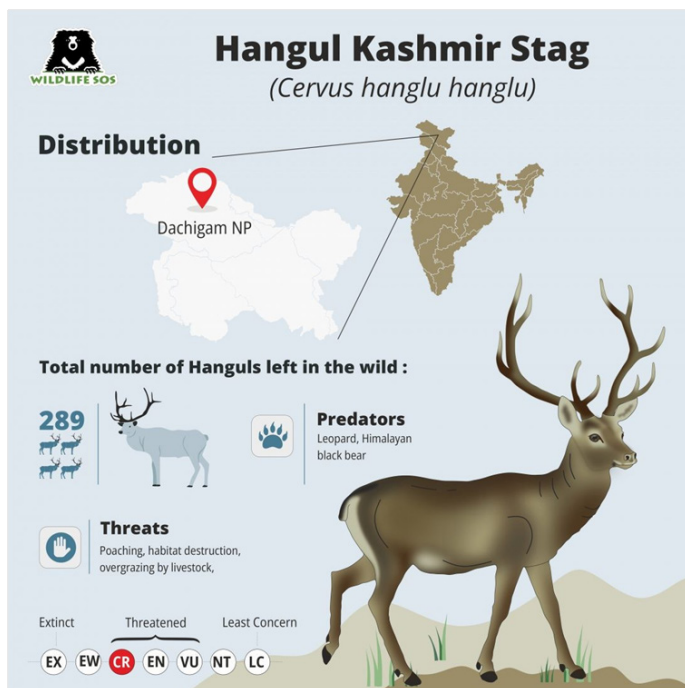 WILDLIFE SOS
Hangul Kashmir Stag
(Cervus hanglu hanglu)
Distribution
Dachigam NP
Total number of Hanguls left in the wild :
289
Predators
Leopard, Himalayan
black bear
Threats
Poaching, habitat destruction,
overgrazing by livestock,
Extinct Threatened Least Concern
EX EW CR EN VU NT LC